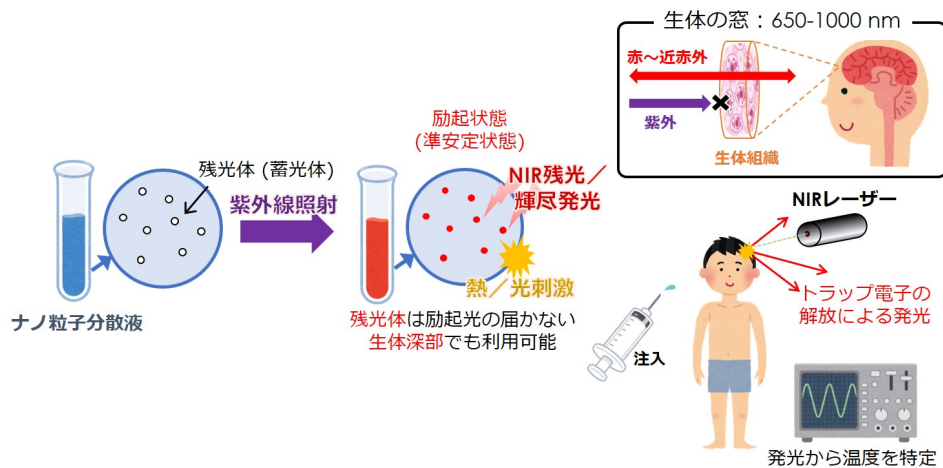 生体の窓：650-1000 nm
赤～近赤外
紫外
生体組織
励起状態
(準安定状態)
残光体 (蓄光体)
紫外線照射
NIR残光／
輝尽発光
熱／光刺激
ナノ粒子分散液
残光体は励起光の届かない
生体深部でも利用可能
NIRレーザー
トラップ電子の
解放による発光
注入
発光から温度を特定